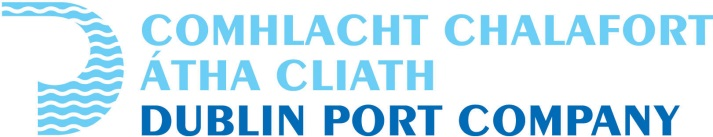 COMHLACHT CHALAFORT
ÁTHA CLIATH
DUBLIN PORT COMPANY